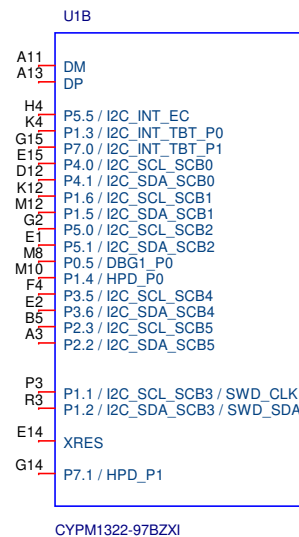 U1B
A11 DM
A13 DP
H4 P5.5 / I2C_INT_EC
K4 P1.3 / I2C_INT_TBT_P0
G15 P7.0 / I2C_INT_TBT_P1
E15 P4.0 / I2C_SCL_SCB0
D12 P4.1 / I2C_SDA_SCB0
K12 P1.6 / I2C_SCL_SCB1
M12 P1.5 / I2C_SDA_SCB1
G2 P5.0 / I2C_SCL_SCB2
E1 P5.1 / I2C_SDA_SCB2
M8 P0.5 / DBG1_P0
M10 P1.4 / HPD_P0
F4 P3.5 / I2C_SCL_SCB4
E2 P3.6 / I2C_SDA_SCB4
B5 P2.3 / I2C_SCL_SCB5
A3 P2.2 / I2C_SDA_SCB5
P3 P1.1 / I2C_SCL_SCB3 / SWD_CLK
R3 P1.2 / I2C_SDA_SCB3 / SWD_SDA
E14 XRES
G14 P7.1 / HPD_P1
CYPM1322-97BZXI